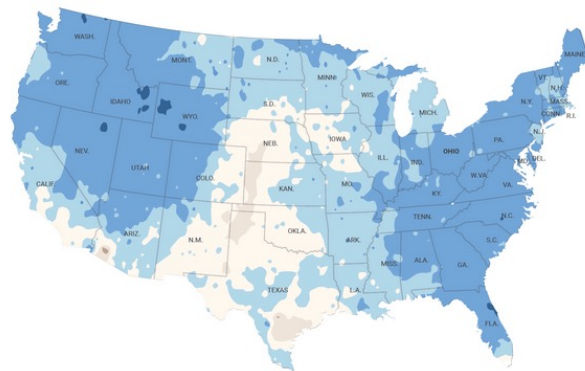 WASH.
MONT.
N.D.
MINN.
MAINE
ORE.
IDAHO
WYO.
S.D.
WIS.
MICH.
VT.
N.H.
N.Y.
MASS.
CONN.
R.I.
NEV.
UTAH
COLO.
NEB.
IOWA
ILL.
IND.
OHIO
PA.
N.J.
DEL.
CALIF.
KAN.
MO.
KY.
W.VA.
VA.
ARIZ.
N.M.
OKLA.
ARK.
TENN.
N.C.
S.C.
TEXAS
LA.
MISS.
ALA.
GA.
FLA.